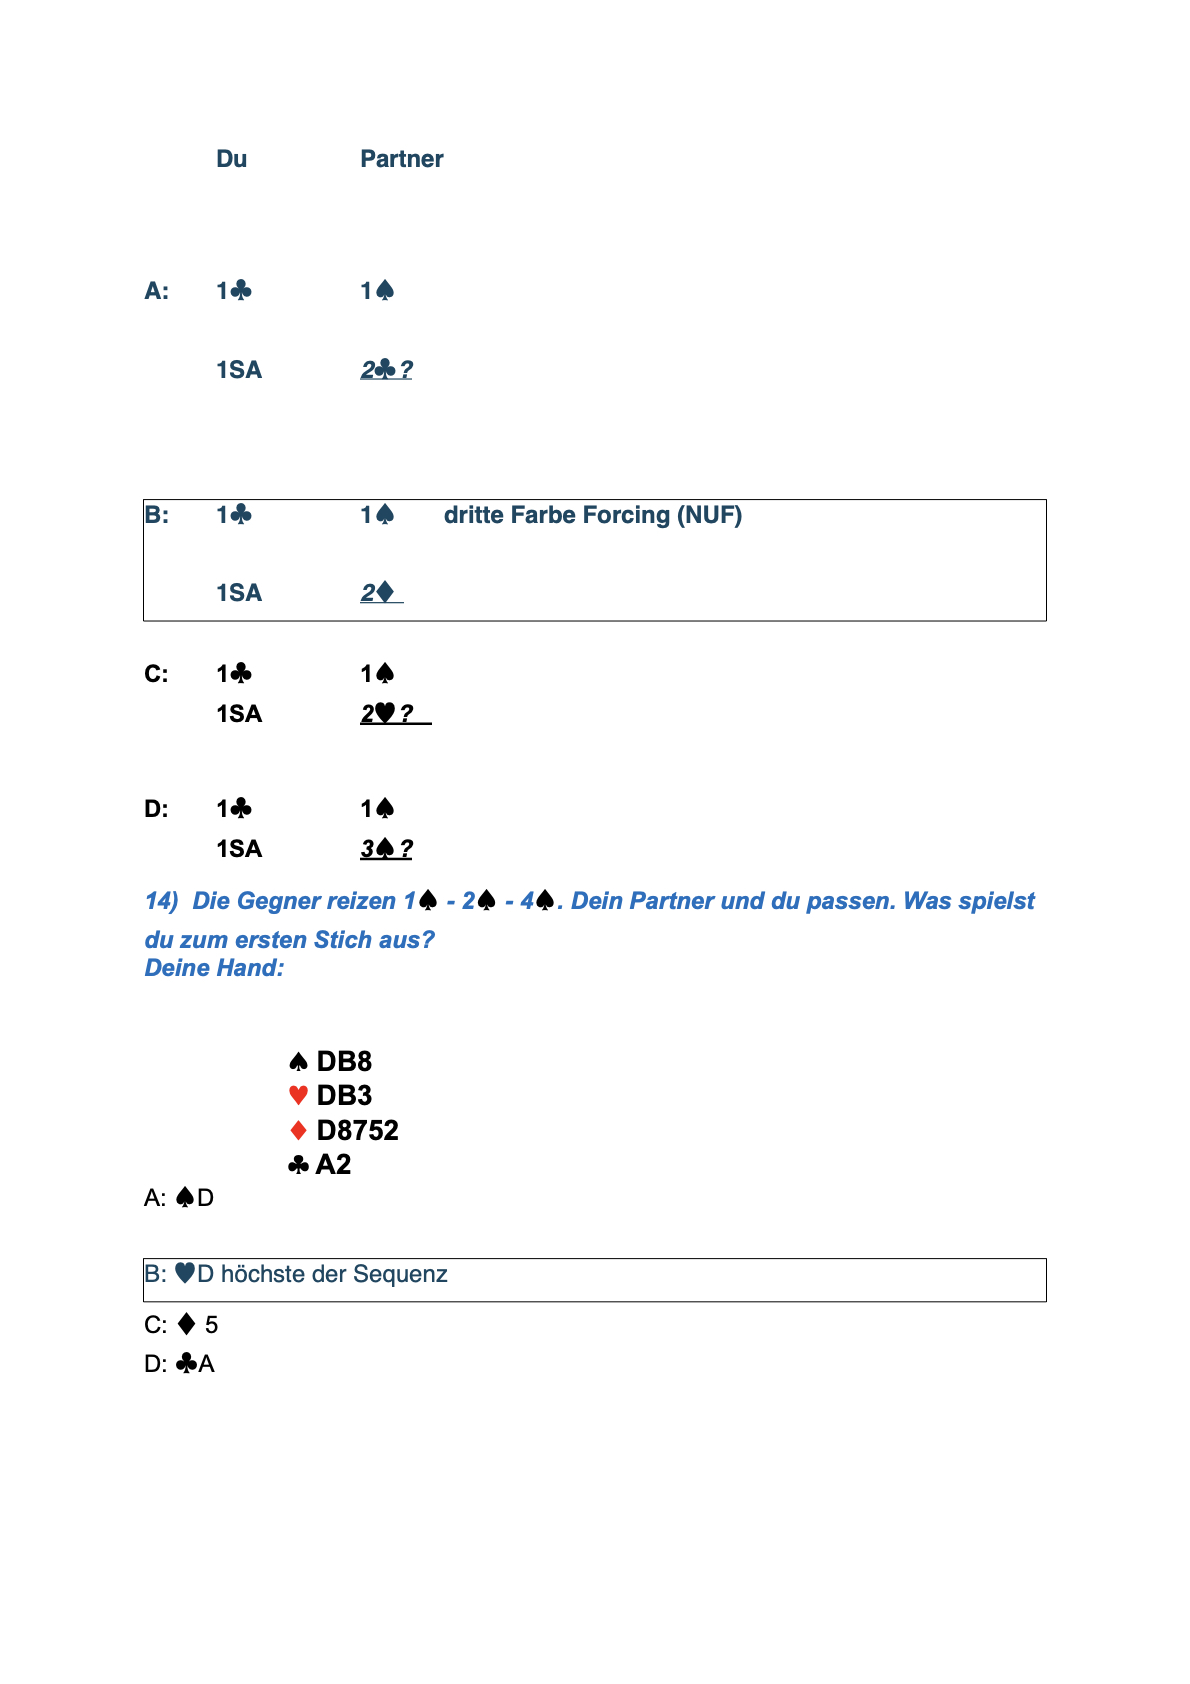 Du Partner
A: 1♣ 1♠
1SA 2♣?
B: 1♣ 1♠ dritte Farbe Forcing (NUF)
1SA 2♦
C: 1♣ 1♠
1SA 2♥?
D: 1♣ 1♠
1SA 3♠?
14) Die Gegner reizen 1♠ - 2♠ - 4♠. Dein Partner und du passen. Was spielst
du zum ersten Stich aus?
Deine Hand:
♠ DB8
♥ DB3
♦ D8752
♣ A2
A: ♠D
B: ♥D höchste der Sequenz
C: ♦ 5
D: ♣A